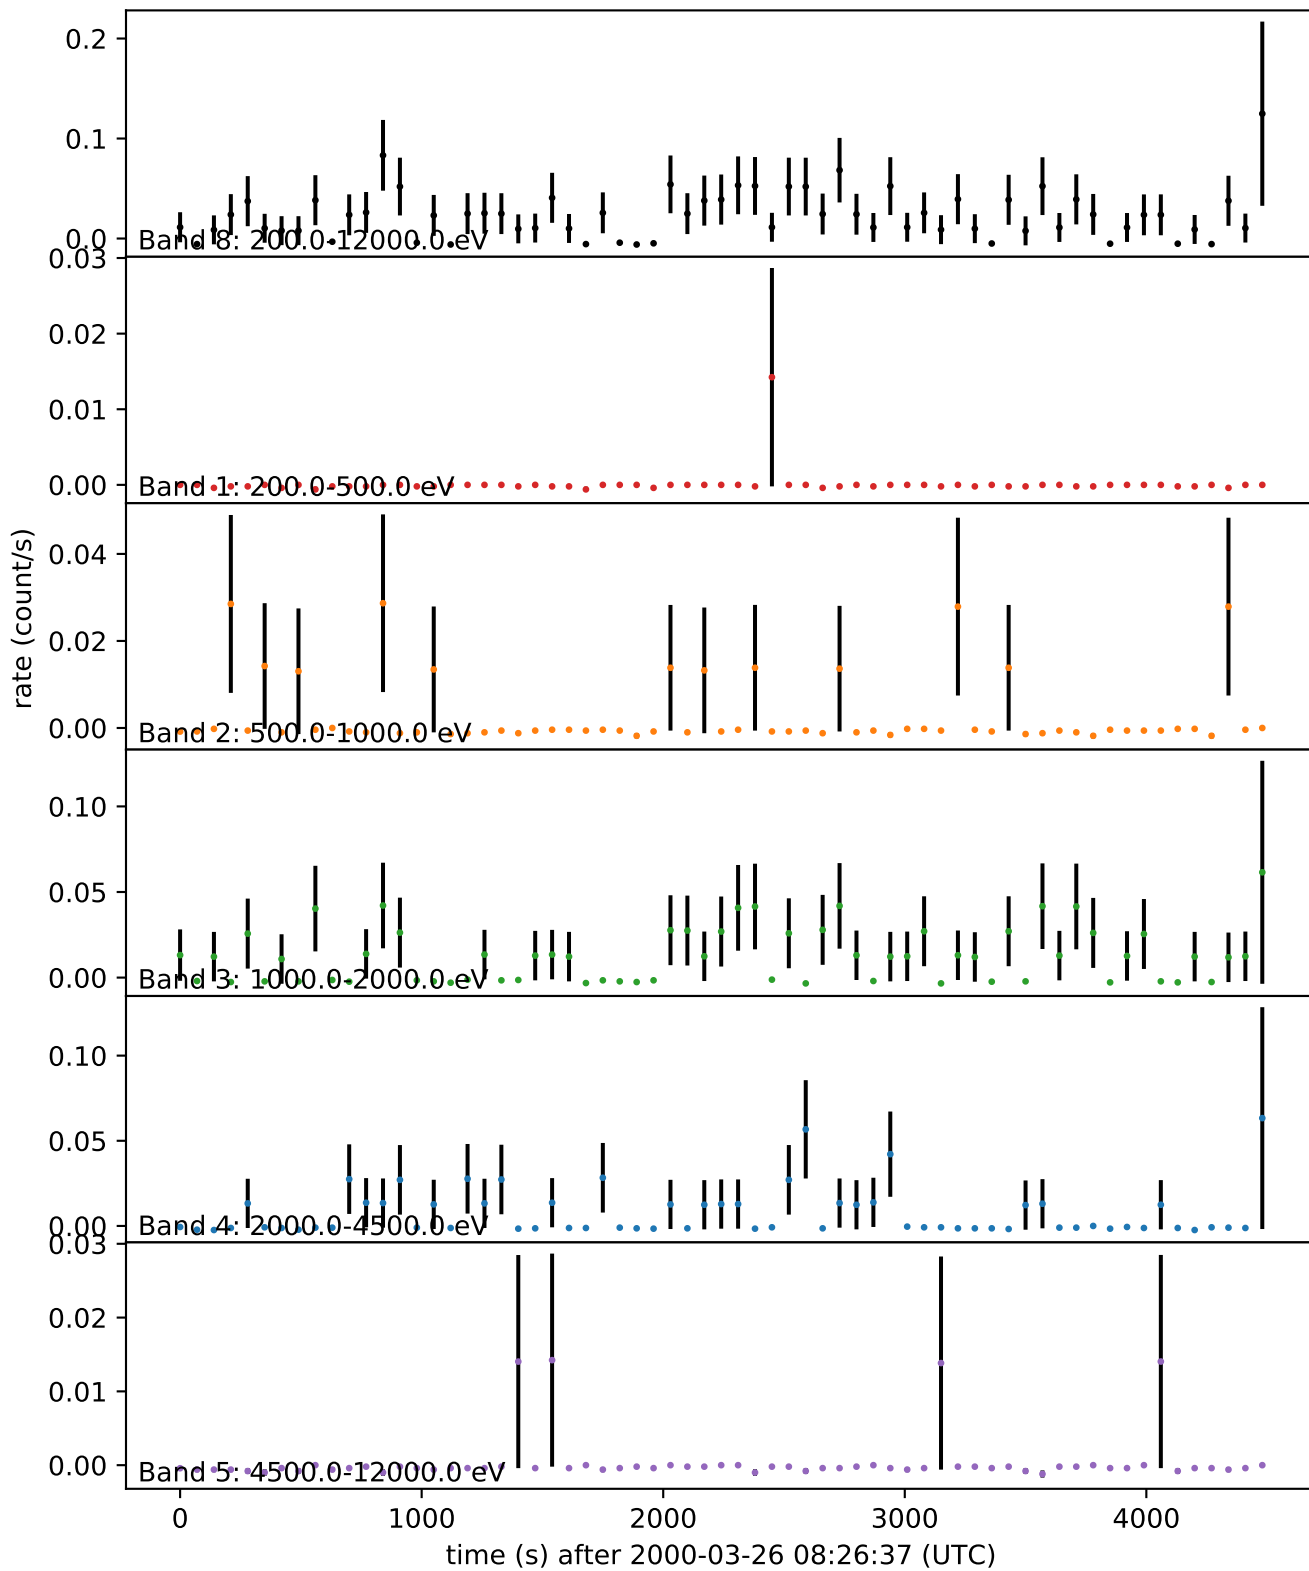 0.2
0.1
0.0
Band 8: 200.0-12000.0 eV
0.03
0.02
0.01
0.00
Band 1: 200.0-500.0 eV
rate (count/s)
0.04
0.02
0.00
Band 2: 500.0-1000.0 eV
0.10
0.05
0.00
Band 3: 1000.0-2000.0 eV
0.10
0.05
0.00
Band 4: 2000.0-4500.0 eV
0.03
0.02
0.01
0.00
Band 5: 4500.0-12000.0 eV
0 1000 2000 3000 4000
time (s) after 2000-03-26 08:26:37 (UTC)